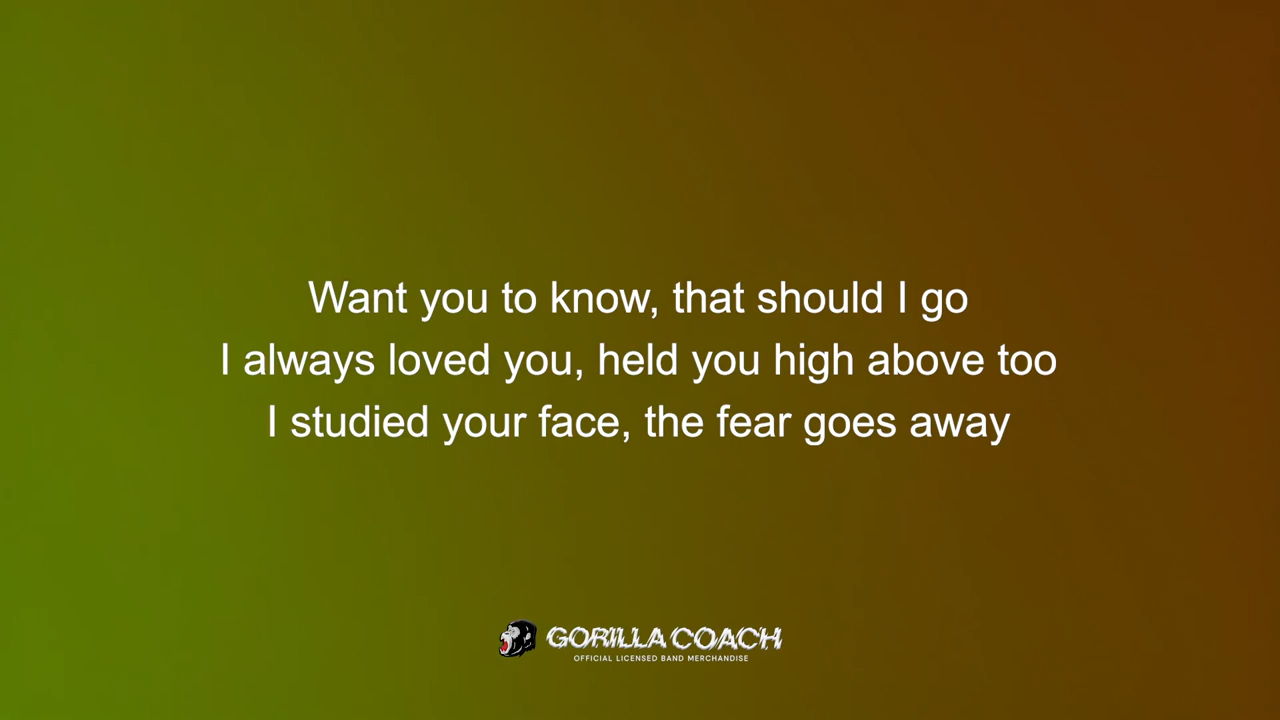 Want you to know, that should I go
I always loved you, held you high above too
I studied your face, the fear goes away
GORILLA COACH
OFFICIAL LICENSED BAND MERCHANDISE